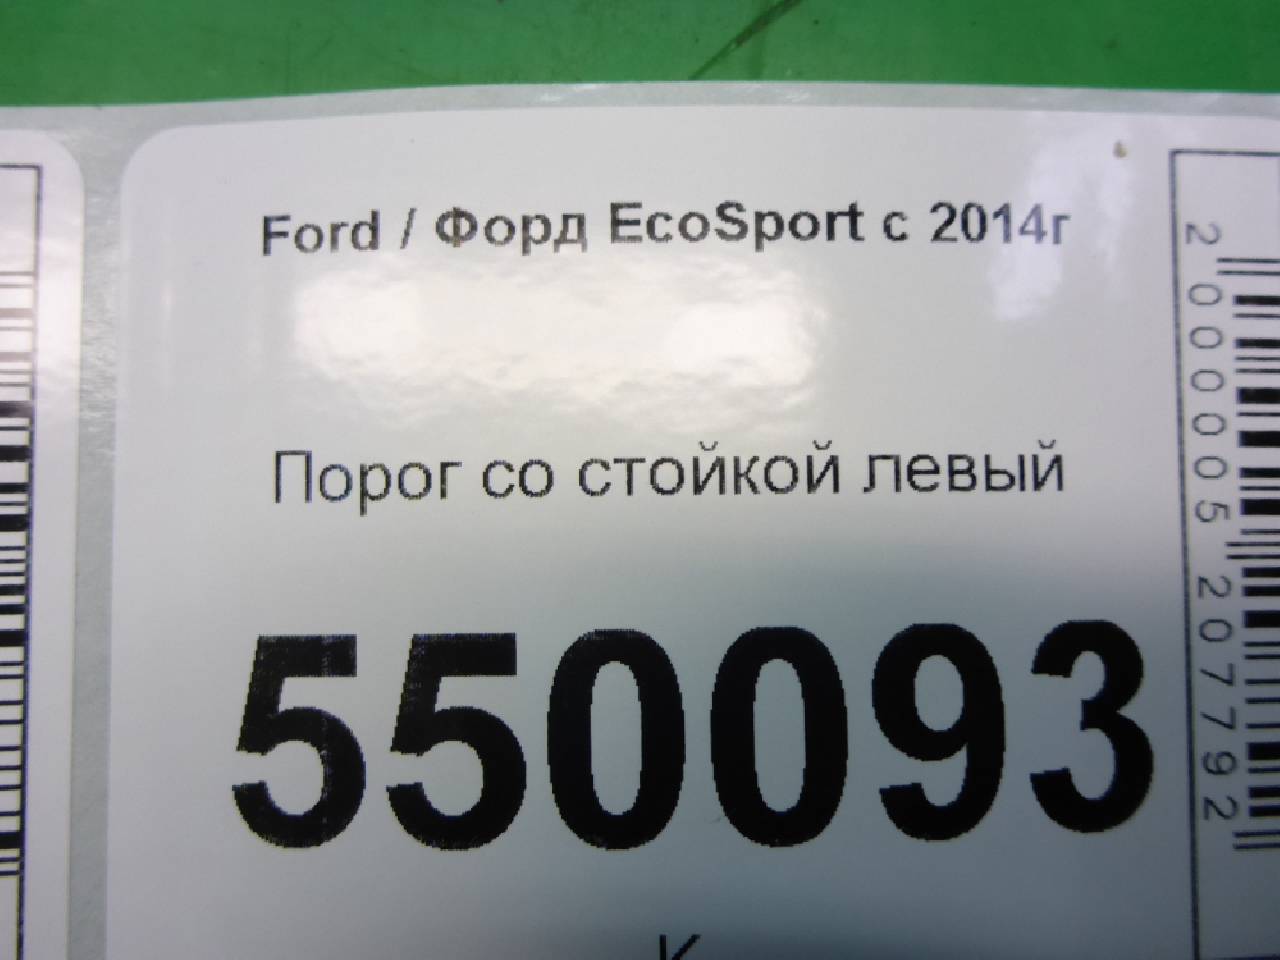 Ford / Форд EcoSport с 2014г
Порог со стойкой левый
550093
2000005207792